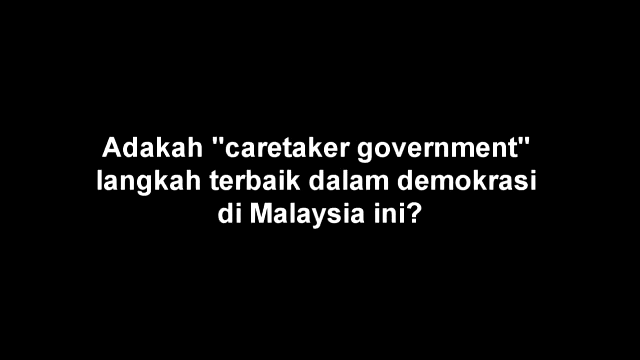 Adakah "caretaker government"
langkah terbaik dalam demokrasi
di Malaysia ini?